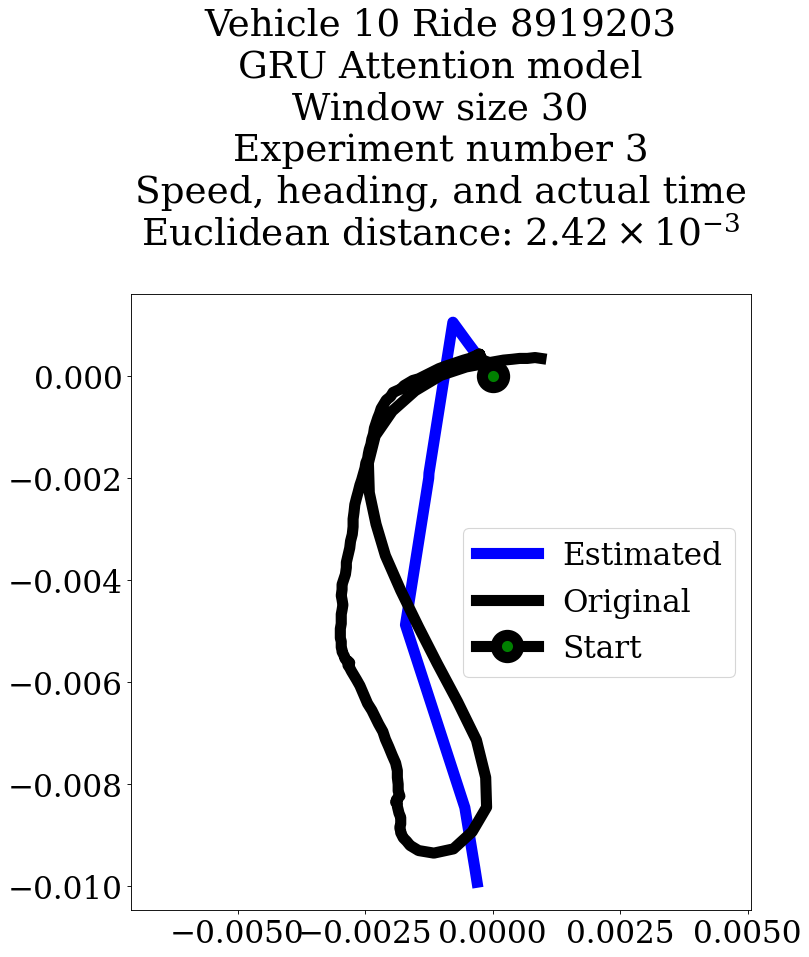 Vehicle 10 Ride 8919203
GRU Attention model
Window size 30
Experiment number 3
Speed, heading, and actual time
Euclidean distance: 2.42 × 10⁻³
0.000
−0.002
−0.004
−0.006
−0.008
−0.010
Estimated
Original
Start
−0.0050 −0.0025 0.0000 0.0025 0.0050